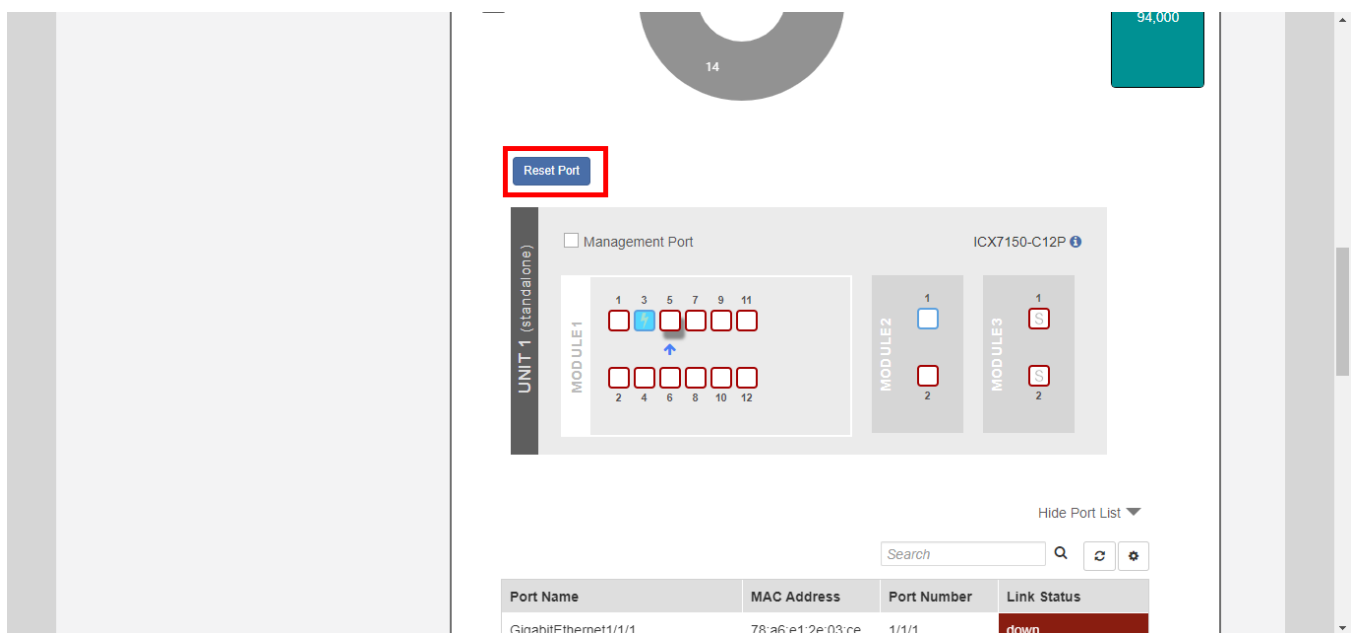 94,000
14
Reset Port
Management Port
ICX7150-C12P
UNIT 1 (standalone)
MODULE1
1 3 5 7 9 11
2 4 6 8 10 12
MODULE2
1
2
MODULE3
1
S
S
2
Hide Port List
Search
Port Name MAC Address Port Number Link Status
GigabitEthernet1/1/1 78:a6:e1:2e:03:ce 1/1/1 down